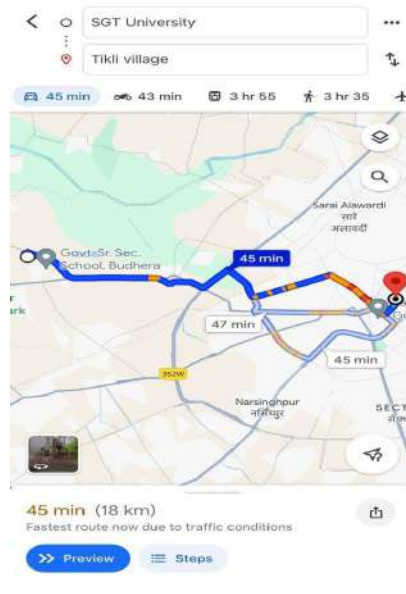 SGT University
Tikli village
45 min
43 min
3 hr 55
3 hr 35
Sarai Alawardi
सराय
अलावर्दी
Govt. Sr. Sec.
School, Budhera
45 min
ark
47 min
45 min
352W
Narsinghpur
नरसिंघपुर
SECT
45 min (18 km)
Fastest route now due to traffic conditions
Preview
Steps